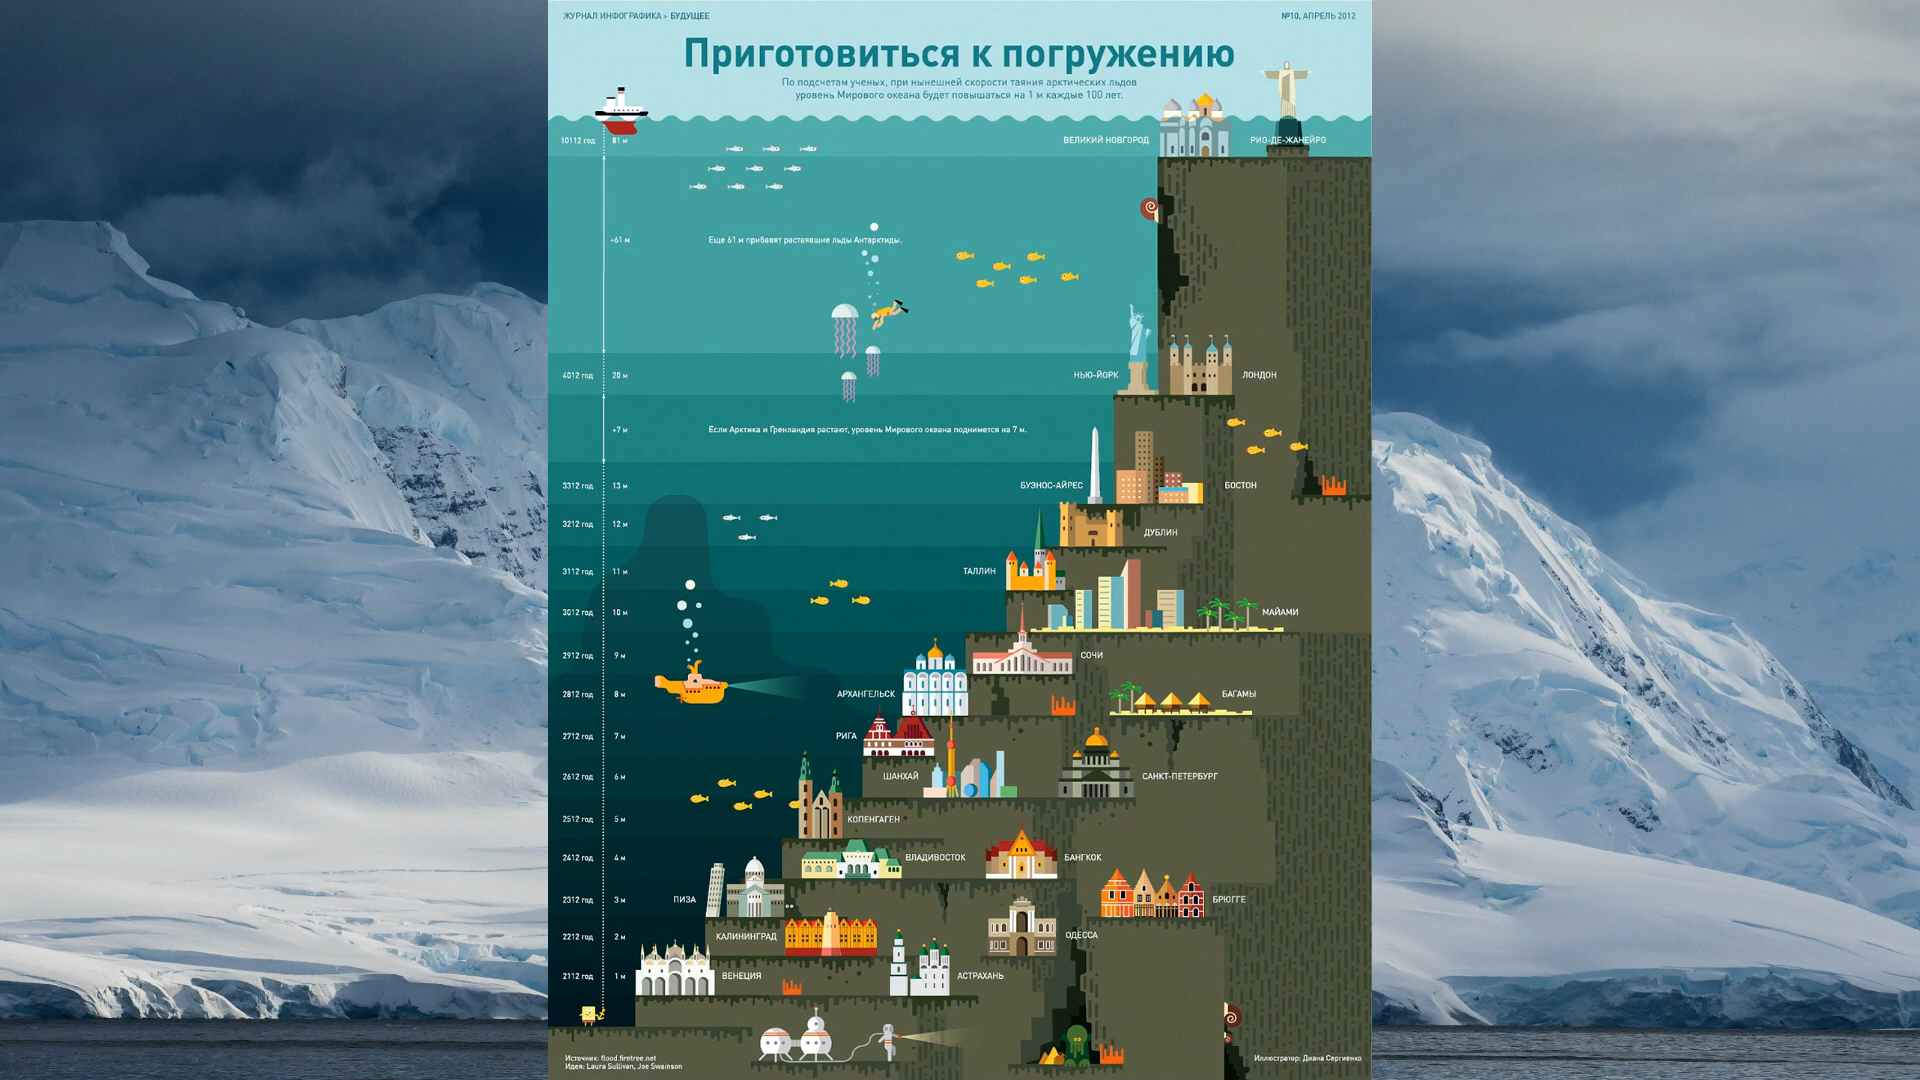 ЖУРНАЛ ИНФОГРАФИКА > БУДУЩЕЕ
№10, АПРЕЛЬ 2012
Приготовиться к погружению
По подсчетам ученых, при нынешней скорости таяния арктических льдов
уровень Мирового океана будет повышаться на 1 м каждые 100 лет.
10112 год 81 м
ВЕЛИКИЙ НОВГОРОД
РИО-ДЕ-ЖАНЕЙРО
+61 м
Еще 61 м прибавят растаявшие льды Антарктиды.
4012 год 20 м
НЬЮ-ЙОРК
ЛОНДОН
+7 м
Если Арктика и Гренландия растают, уровень Мирового океана поднимется на 7 м.
3312 год 13 м
БУЭНОС-АЙРЕС
БОСТОН
3212 год 12 м
ДУБЛИН
3112 год 11 м
ТАЛЛИН
3012 год 10 м
МАЙАМИ
2912 год 9 м
СОЧИ
2812 год 8 м
АРХАНГЕЛЬСК
БАГАМЫ
2712 год 7 м
РИГА
2612 год 6 м
ШАНХАЙ
САНКТ-ПЕТЕРБУРГ
2512 год 5 м
КОПЕНГАГЕН
2412 год 4 м
ВЛАДИВОСТОК
БАНГКОК
2312 год 3 м
ПИЗА
БРЮГГЕ
2212 год 2 м
КАЛИНИНГРАД
ОДЕССА
2112 год 1 м
ВЕНЕЦИЯ
АСТРАХАНЬ
Источник: flood.firetree.net
Идея: Laura Sullivan, Joe Swainson
Иллюстратор: Диана Сергиенко